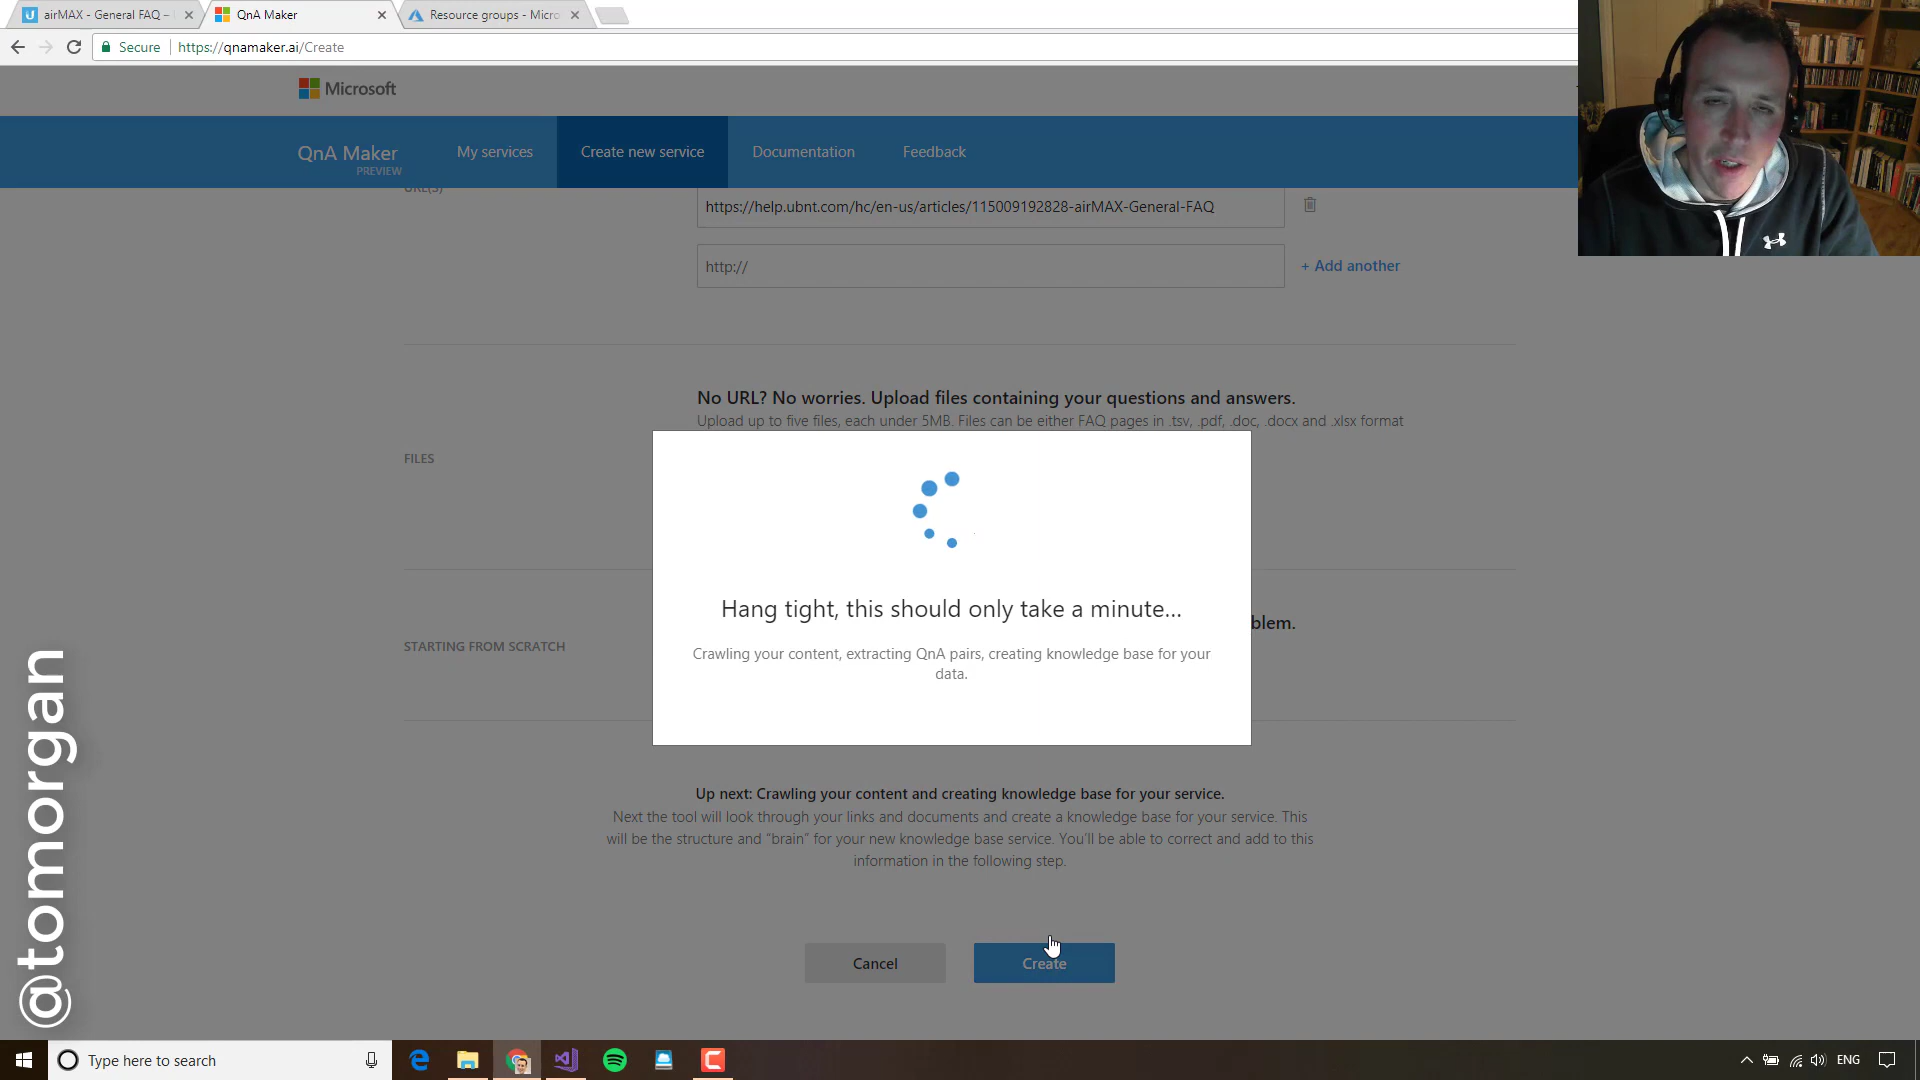 airMAX - General FAQ –
QnA Maker
Resource groups - Micro
Secure
https://qnamaker.ai/Create
Microsoft
QnA Maker
PREVIEW
My services
Create new service
Documentation
Feedback
URL(S)
https://help.ubnt.com/hc/en-us/articles/115009192828-airMAX-General-FAQ
http://
+ Add another
No URL? No worries. Upload files containing your questions and answers.
Upload up to five files, each under 5MB. Files can be either FAQ pages in .tsv, .pdf, .doc, .docx and .xlsx format
FILES
Hang tight, this should only take a minute...
Crawling your content, extracting QnA pairs, creating knowledge base for your
data.
STARTING FROM SCRATCH
blem.
Up next: Crawling your content and creating knowledge base for your service.
Next the tool will look through your links and documents and create a knowledge base for your service. This
will be the structure and "brain" for your new knowledge base service. You'll be able to correct and add to this
information in the following step.
Cancel
Create
@tomorgan
Type here to search
ENG